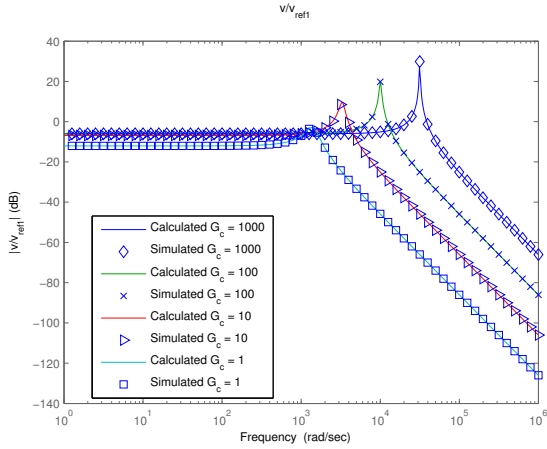 v/v_ref1
|v/v_ref1| (dB)
40
20
0
−20
−40
−60
−80
−100
−120
−140
Calculated G_c = 1000
Simulated G_c = 1000
Calculated G_c = 100
Simulated G_c = 100
Calculated G_c = 10
Simulated G_c = 10
Calculated G_c = 1
Simulated G_c = 1
10^0 10^1 10^2 10^3 10^4 10^5 10^6
Frequency (rad/sec)